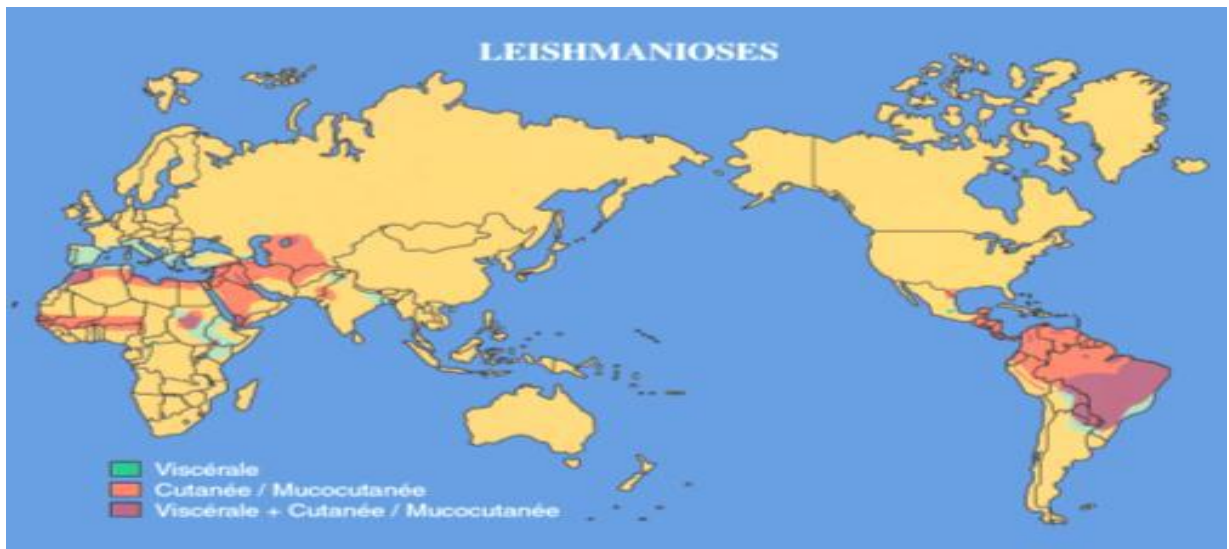 LEISHMANIOSES
Viscérale
Cutanée / Mucocutanée
Viscérale + Cutanée / Mucocutanée